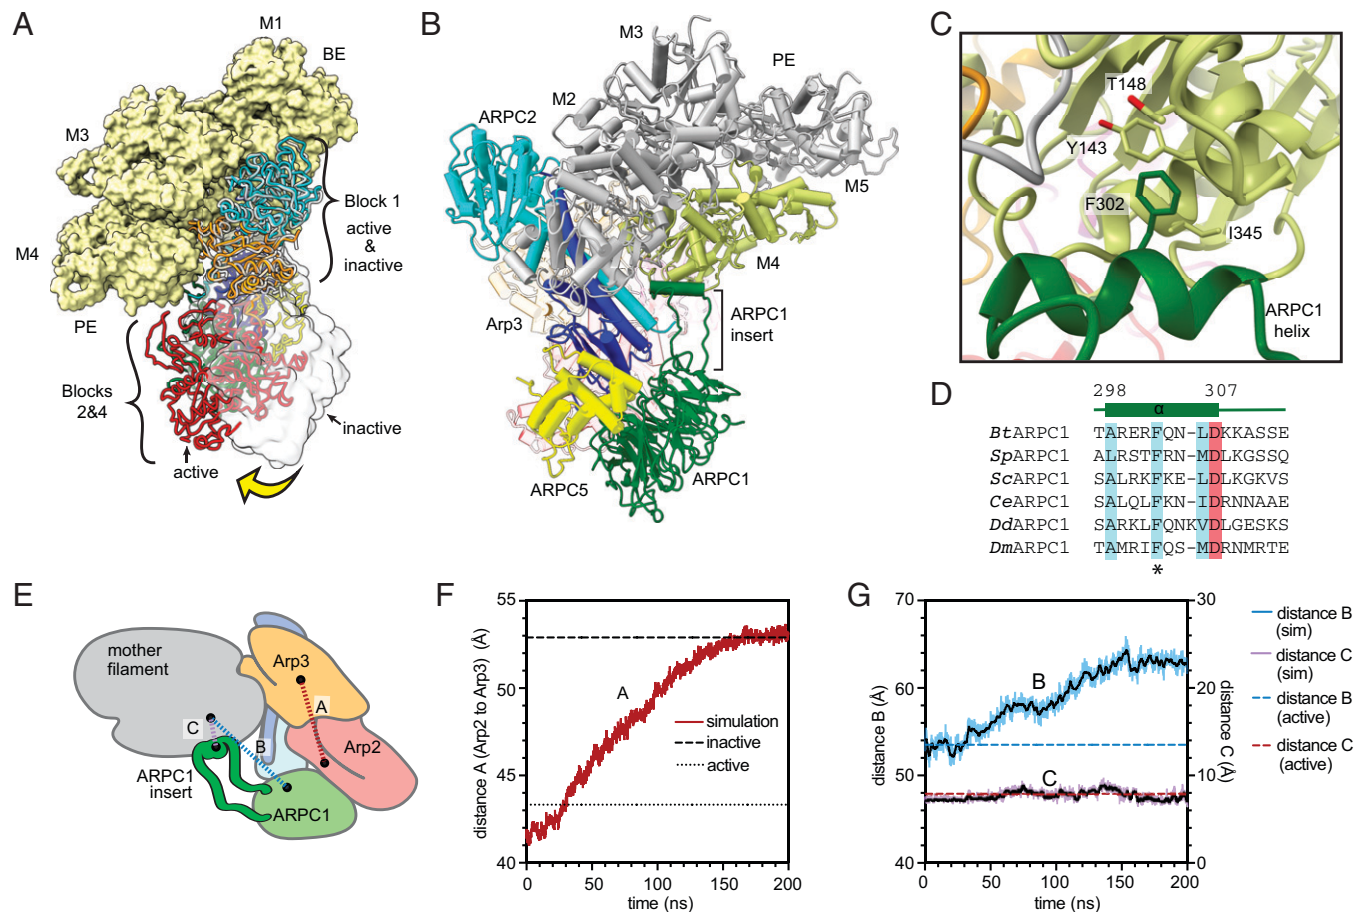 A
M1
BE
M3
Block 1
active
&
inactive
M4
PE
Blocks
2&4
inactive
active
B
M3
PE
M2
ARPC2
M5
M4
Arp3
ARPC1
insert
ARPC5
ARPC1
C
T148
Y143
F302
I345
ARPC1
helix
D
298 307
α
BtARPC1 TARERFQN-LDKKASSE
SpARPC1 ALRSTFRN-MDLKGSSQ
ScARPC1 SALRKFKE-LDLKGKVS
CeARPC1 SALQLFKN-IDRNNAAE
DdARPC1 SARKLFQNKVDLGESKS
DmARPC1 TAMRIFQS-MDRNMRTE
*
E
mother
filament
Arp3
A
C
B
Arp2
ARPC1
insert
ARPC1
F
distance A (Arp2 to Arp3) (Å)
55
50
45
40
A
simulation
inactive
active
0 50 100 150 200
time (ns)
G
distance B (Å)
70
60
50
40
B
C
30
20
10
0
distance C (Å)
0 50 100 150 200
time (ns)
distance B
(sim)
distance C
(sim)
distance B
(active)
distance C
(active)